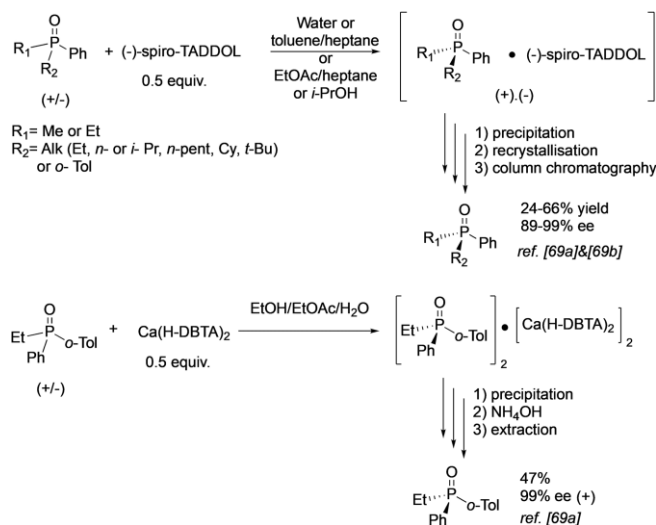 O
R1 P Ph + (-)-spiro-TADDOL
R2 0.5 equiv.
(+/-)
Water or
toluene/heptane
or
EtOAc/heptane
or i-PrOH
O
R1 P Ph • (-)-spiro-TADDOL
R2
(+).(-)
R1= Me or Et
R2= Alk (Et, n- or i- Pr, n-pent, Cy, t-Bu)
or o- Tol
1) precipitation
2) recrystallisation
3) column chromatography
O
R1 P Ph
R2
24-66% yield
89-99% ee
ref. [69a]&[69b]
O
Et P o-Tol + Ca(H-DBTA)2
Ph 0.5 equiv.
(+/-)
EtOH/EtOAc/H2O
O
Et P o-Tol • Ca(H-DBTA)2
Ph 2 2
1) precipitation
2) NH4OH
3) extraction
O
Et P o-Tol
Ph
47%
99% ee (+)
ref. [69a]